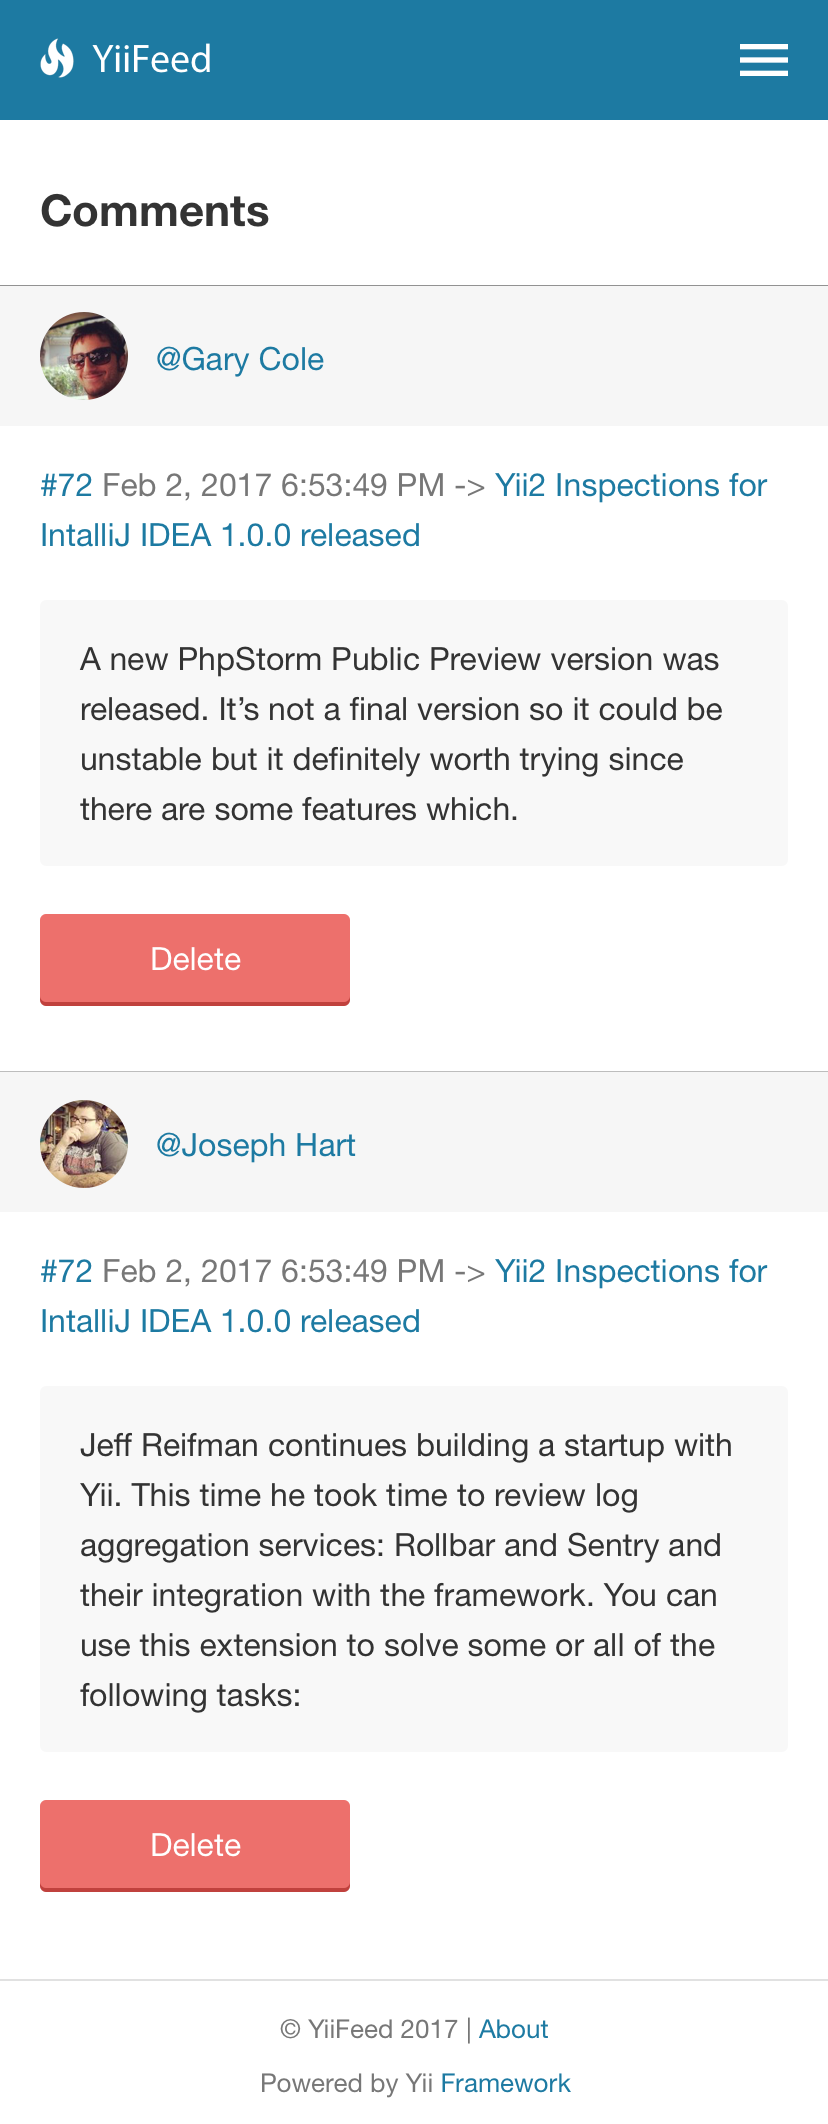 YiiFeed
Comments
@Gary Cole
#72 Feb 2, 2017 6:53:49 PM -> Yii2 Inspections for
IntalliJ IDEA 1.0.0 released
A new PhpStorm Public Preview version was
released. It’s not a final version so it could be
unstable but it definitely worth trying since
there are some features which.
Delete
@Joseph Hart
#72 Feb 2, 2017 6:53:49 PM -> Yii2 Inspections for
IntalliJ IDEA 1.0.0 released
Jeff Reifman continues building a startup with
Yii. This time he took time to review log
aggregation services: Rollbar and Sentry and
their integration with the framework. You can
use this extension to solve some or all of the
following tasks:
Delete
© YiiFeed 2017 | About
Powered by Yii Framework